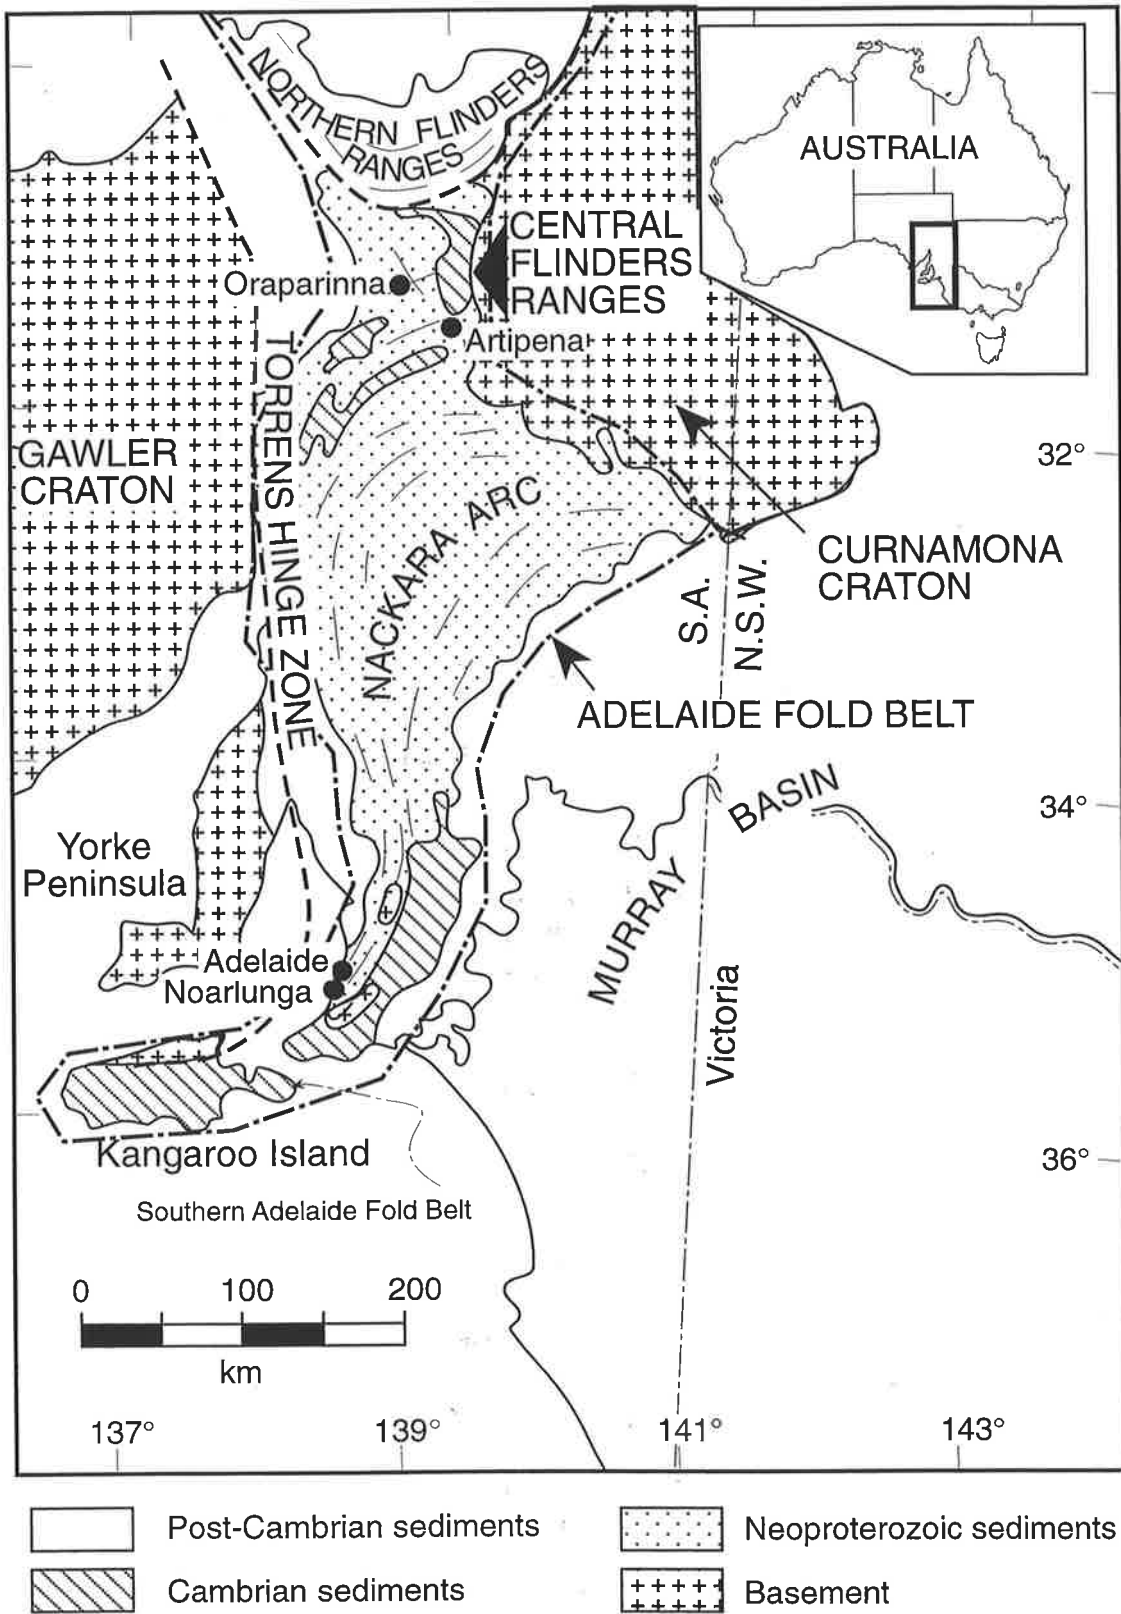 NORTHERN FLINDERS
RANGES
AUSTRALIA
CENTRAL
FLINDERS
RANGES
Oraparinna
Artipena
TORRENS HINGE ZONE
GAWLER
CRATON
32°
NACKARA ARC
CURNAMONA
CRATON
S.A.
N.S.W.
ADELAIDE FOLD BELT
34°
MURRAY BASIN
Yorke
Peninsula
Adelaide
Noarlunga
Victoria
Kangaroo Island
36°
Southern Adelaide Fold Belt
0 100 200
km
137° 139° 141° 143°
Post-Cambrian sediments
Neoproterozoic sediments
Cambrian sediments
Basement